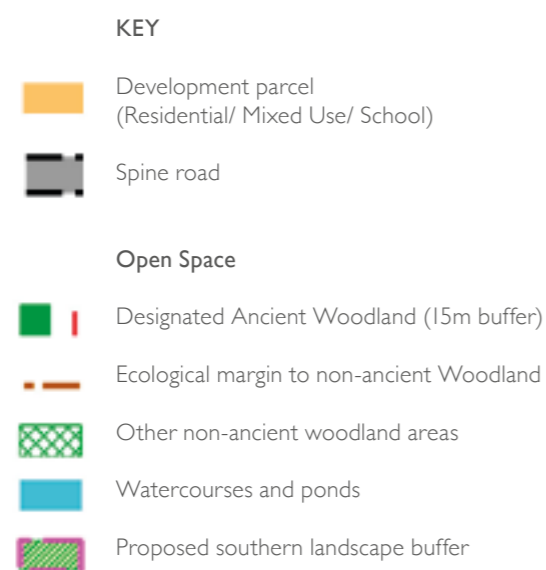 KEY
Development parcel
(Residential/ Mixed Use/ School)
Spine road
Open Space
Designated Ancient Woodland (15m buffer)
Ecological margin to non-ancient Woodland
Other non-ancient woodland areas
Watercourses and ponds
Proposed southern landscape buffer